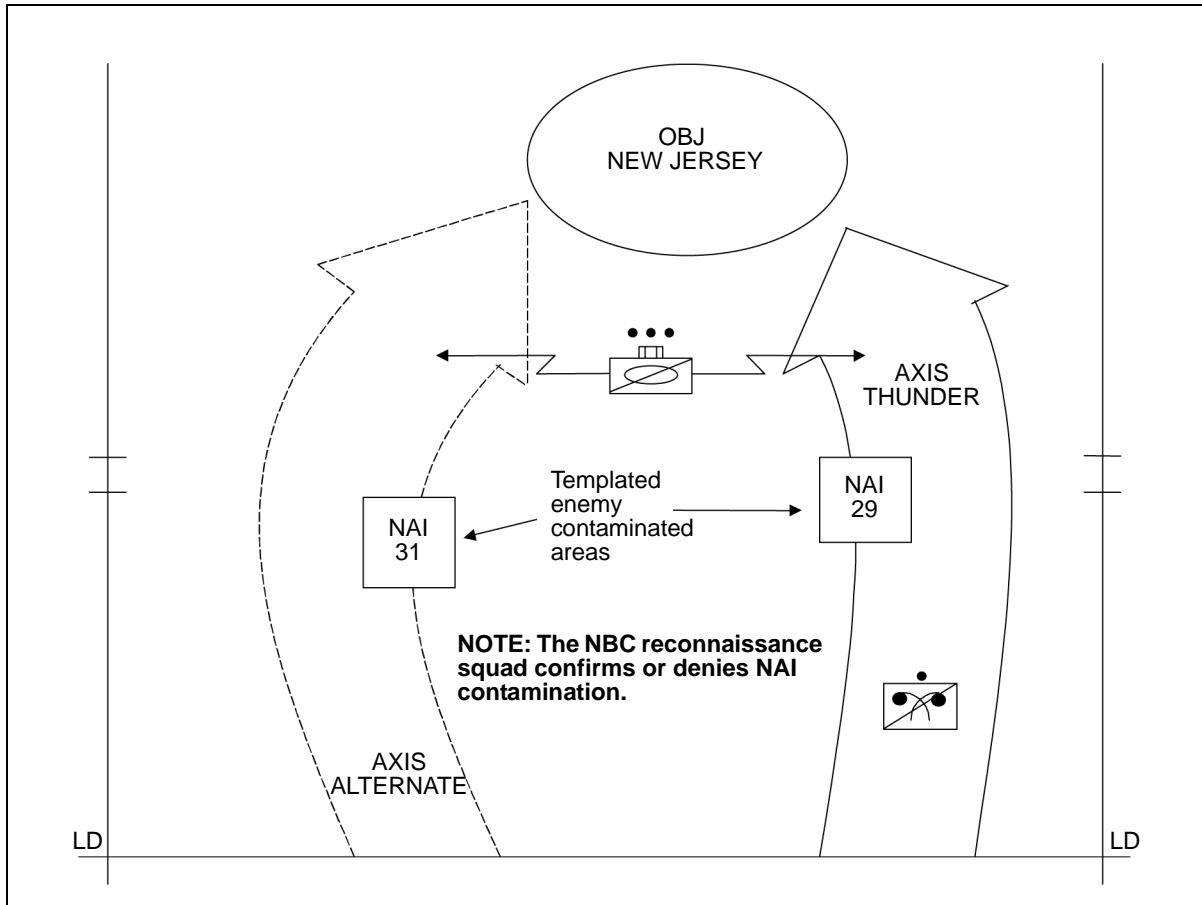 OBJ
NEW JERSEY
AXIS
THUNDER
Templated
enemy
contaminated
areas
NAI
29
NAI
31
NOTE: The NBC reconnaissance
squad confirms or denies NAI
contamination.
AXIS
ALTERNATE
LD
LD